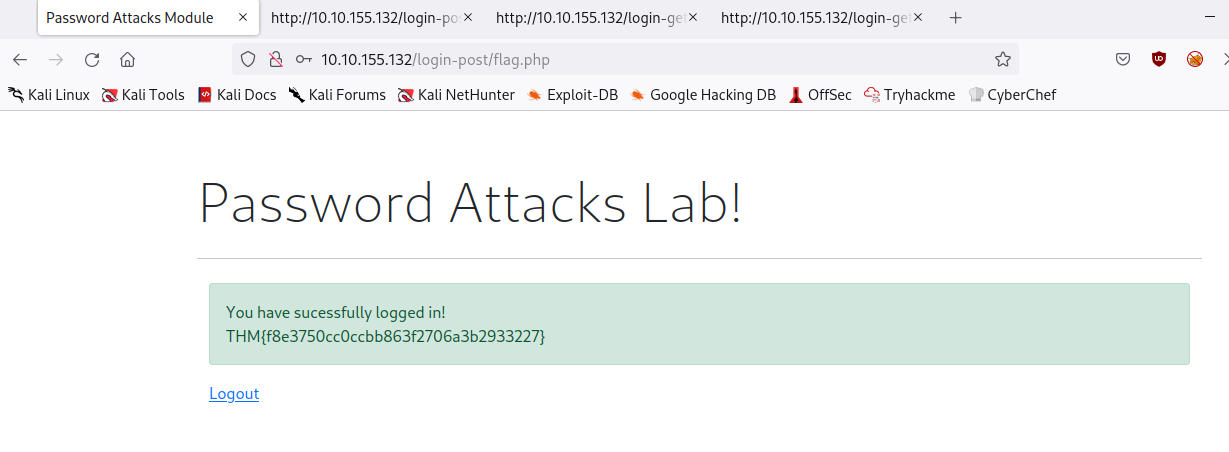 Password Attacks Module
http://10.10.155.132/login-po
http://10.10.155.132/login-ge
http://10.10.155.132/login-ge
10.10.155.132/login-post/flag.php
Kali Linux Kali Tools Kali Docs Kali Forums Kali NetHunter Exploit-DB Google Hacking DB OffSec Tryhackme CyberChef
Password Attacks Lab!
You have sucessfully logged in!
THM{f8e3750cc0ccbb863f2706a3b2933227}
Logout